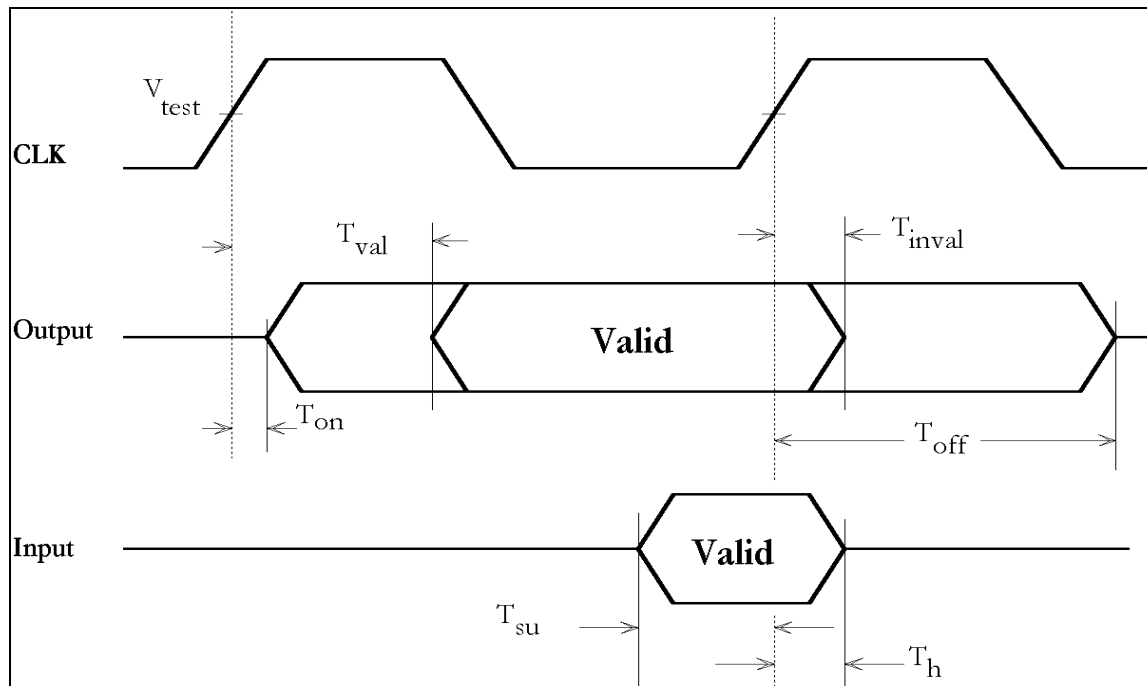 V_test
CLK
T_val
T_inval
Output
Valid
T_on
T_off
Input
Valid
T_su
T_h